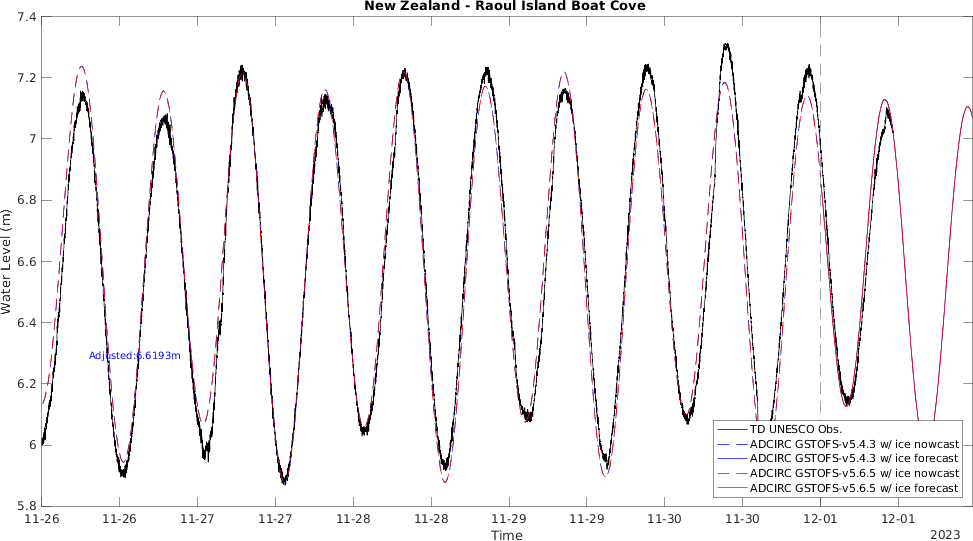 New Zealand - Raoul Island Boat Cove
7.4
7.2
7
6.8
6.6
6.4
6.2
6
5.8
Water Level (m)
Adjusted:6.6193m
TD UNESCO Obs.
ADCIRC GSTOFS-v5.4.3 w/ ice nowcast
ADCIRC GSTOFS-v5.4.3 w/ ice forecast
ADCIRC GSTOFS-v5.6.5 w/ ice nowcast
ADCIRC GSTOFS-v5.6.5 w/ ice forecast
11-26 11-26 11-27 11-27 11-28 11-28 11-29 11-29 11-30 11-30 12-01 12-01
Time
2023